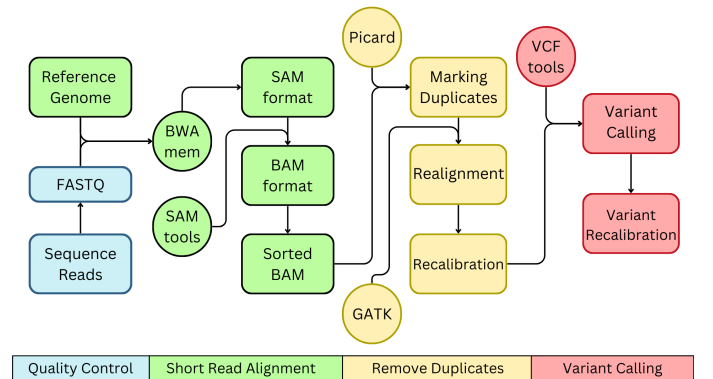 Reference
Genome
FASTQ
Sequence
Reads
BWA
mem
SAM
tools
SAM
format
BAM
format
Sorted
BAM
Picard
GATK
Marking
Duplicates
Realignment
Recalibration
VCF
tools
Variant
Calling
Variant
Recalibration
Quality Control
Short Read Alignment
Remove Duplicates
Variant Calling